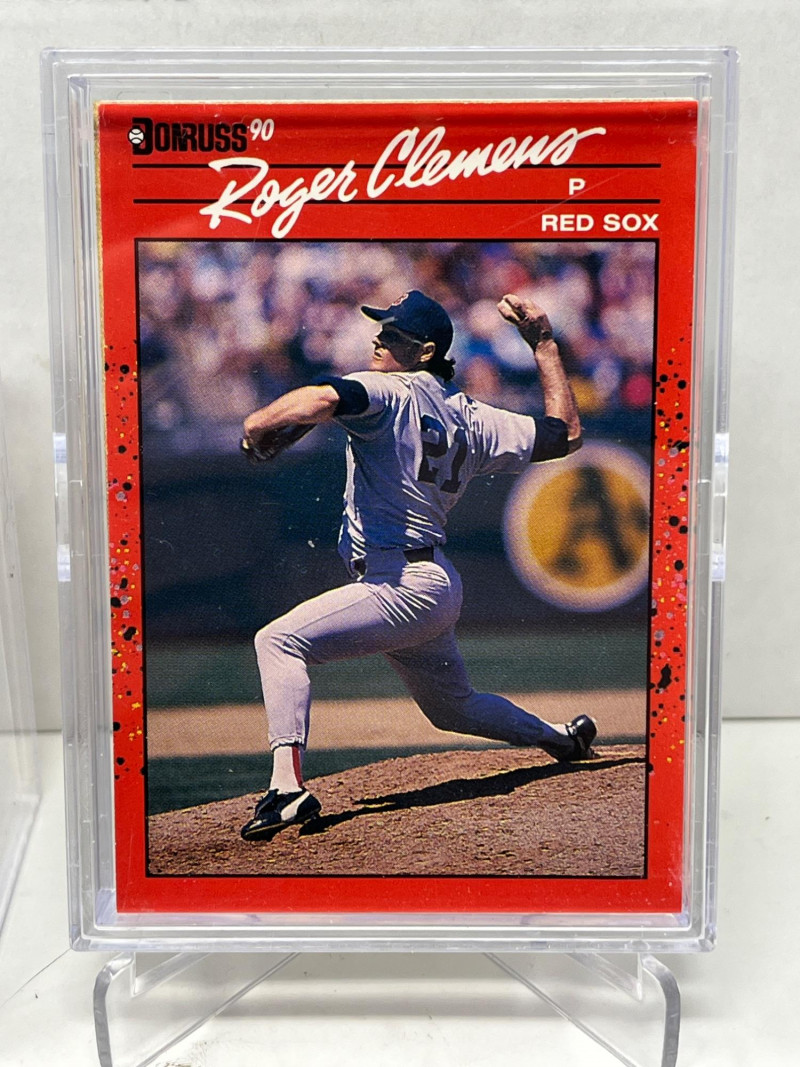 DONRUSS '90
Roger Clemens
P
RED SOX
21
A's